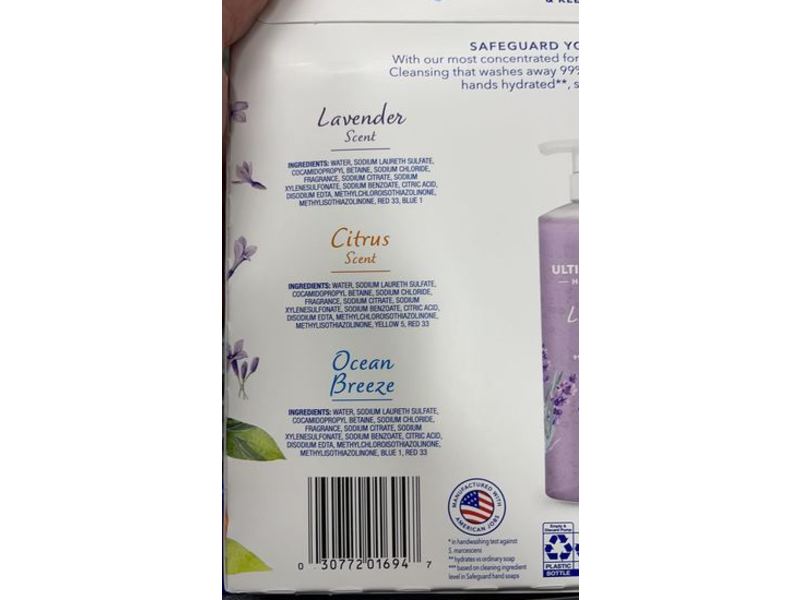 & REE
SAFEGUARD YO
With our most concentrated for
Cleansing that washes away 99%
hands hydrated**, s
Lavender
Scent
INGREDIENTS: WATER, SODIUM LAURETH SULFATE,
COCAMIDOPROPYL BETAINE, SODIUM CHLORIDE,
FRAGRANCE, SODIUM CITRATE, SODIUM
XYLENESULFONATE, SODIUM BENZOATE, CITRIC ACID,
DISODIUM EDTA, METHYLCHLOROISOTHIAZOLINONE,
METHYLISOTHIAZOLINONE, RED 33, BLUE 1
Citrus
Scent
INGREDIENTS: WATER, SODIUM LAURETH SULFATE,
COCAMIDOPROPYL BETAINE, SODIUM CHLORIDE,
FRAGRANCE, SODIUM CITRATE, SODIUM
XYLENESULFONATE, SODIUM BENZOATE, CITRIC ACID,
DISODIUM EDTA, METHYLCHLOROISOTHIAZOLINONE,
METHYLISOTHIAZOLINONE, YELLOW 5, RED 33
Ocean
Breeze
INGREDIENTS: WATER, SODIUM LAURETH SULFATE,
COCAMIDOPROPYL BETAINE, SODIUM CHLORIDE,
FRAGRANCE, SODIUM CITRATE, SODIUM
XYLENESULFONATE, SODIUM BENZOATE, CITRIC ACID,
DISODIUM EDTA, METHYLCHLOROISOTHIAZOLINONE,
METHYLISOTHIAZOLINONE, BLUE 1, RED 33
0 30772 01694 7
MANUFACTURED WITH
AMERICAN JOBS
* in handwashing test against
S. marcescens
** hydrates vs ordinary soap
*** based on cleaning ingredient
level in Safeguard hand soaps
ULTI
H
L
Empty &
Discard Pump
PLASTIC
BOTTLE